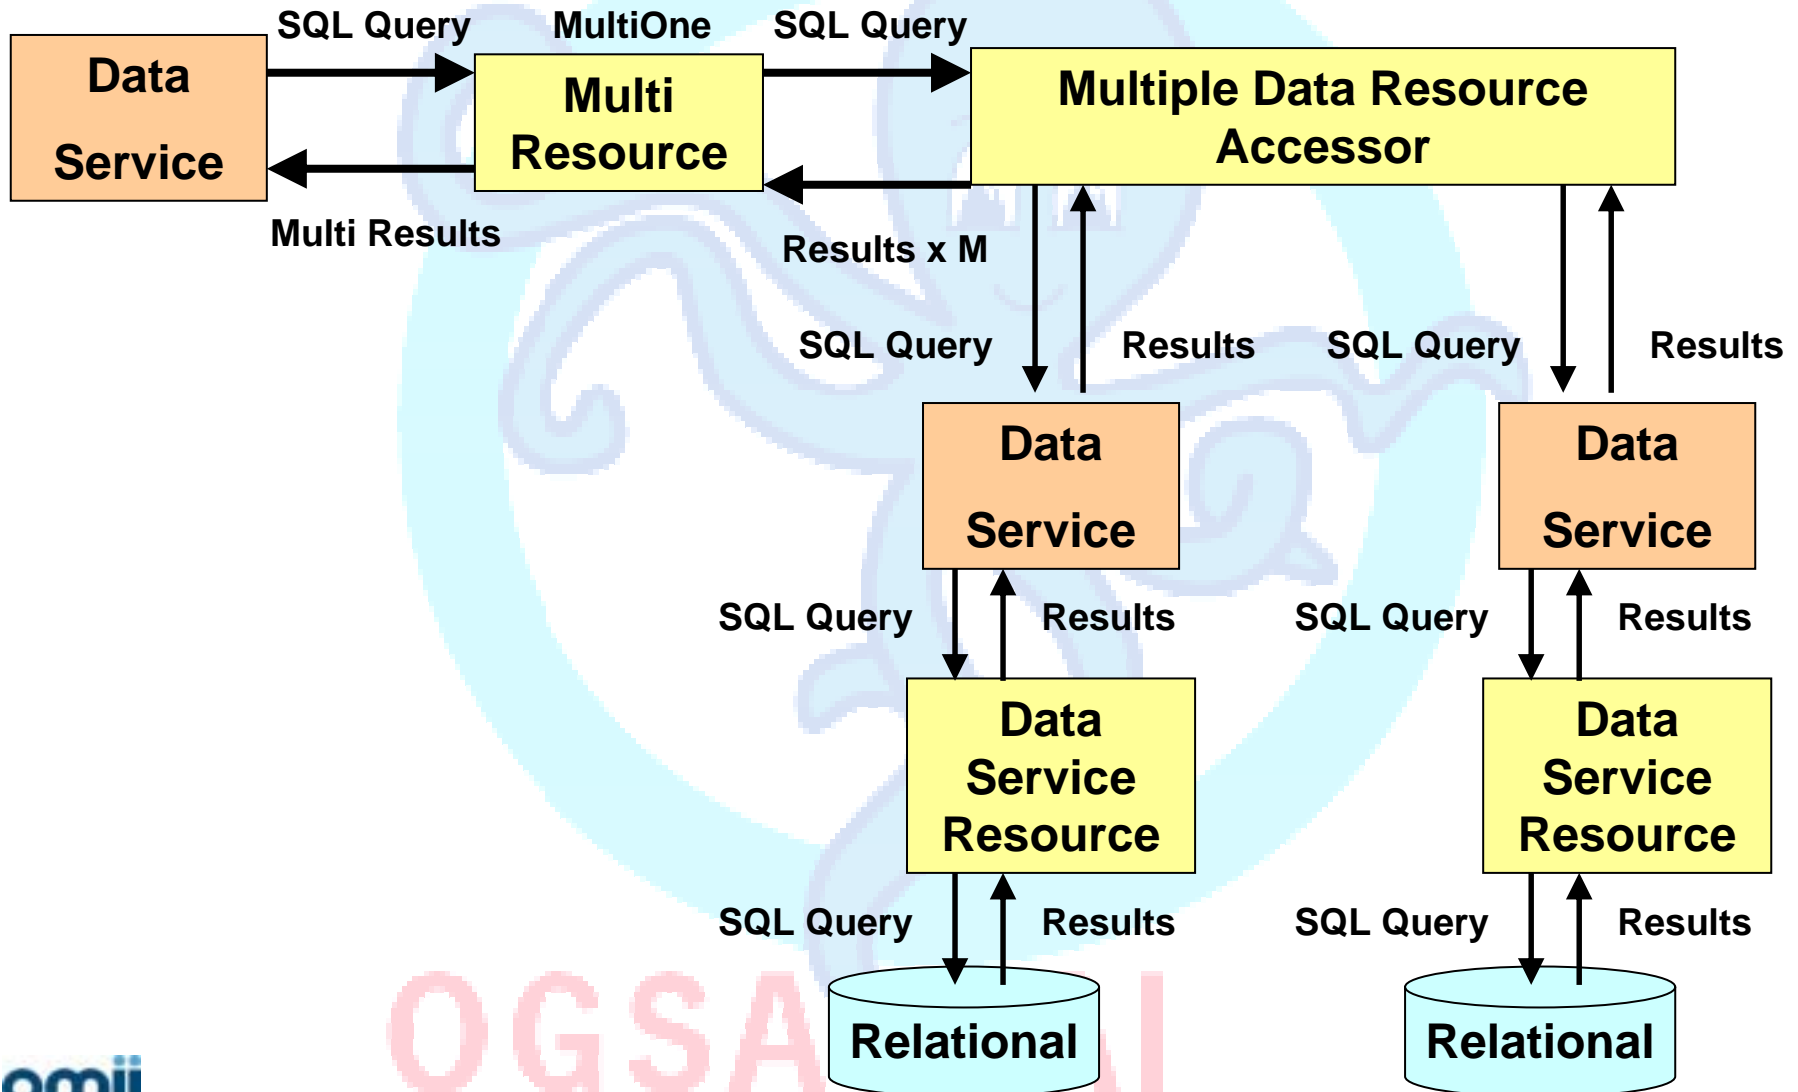 SQL Query
MultiOne
SQL Query
Data
Service
Multi
Resource
Multiple Data Resource
Accessor
Multi Results
Results x M
SQL Query
Results
SQL Query
Results
Data
Service
Data
Service
SQL Query
Results
SQL Query
Results
Data
Service
Resource
Data
Service
Resource
SQL Query
Results
SQL Query
Results
Relational
Relational
OGSA
omii